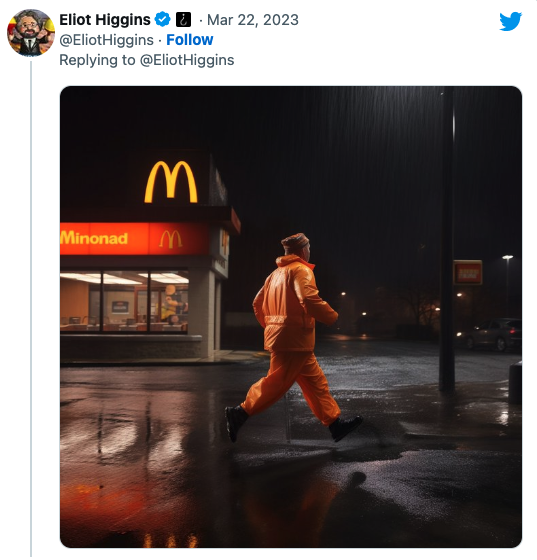 Eliot Higgins · Mar 22, 2023
@EliotHiggins · Follow
Replying to @EliotHiggins
M
Minonad M